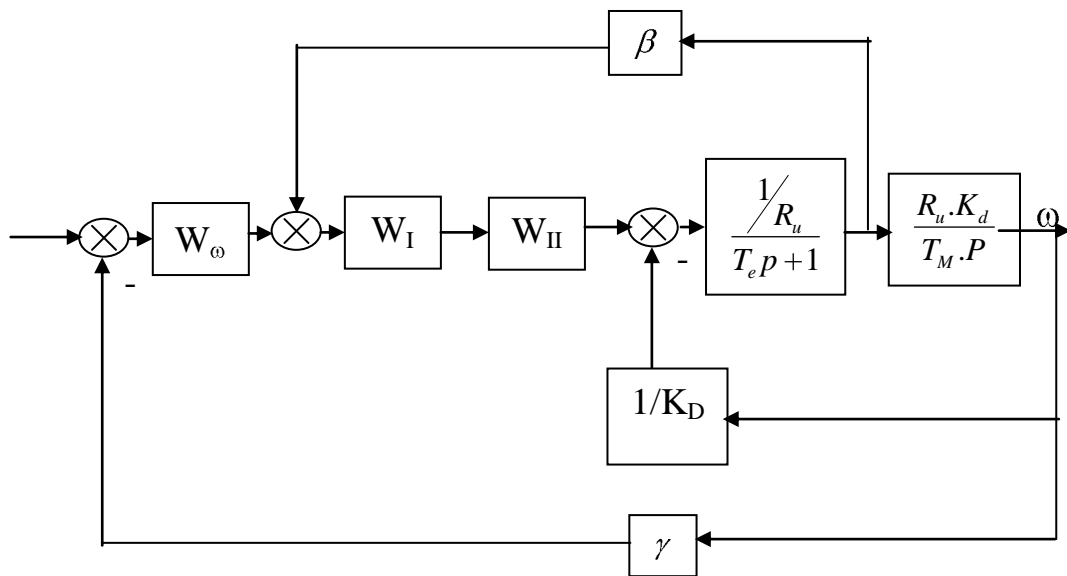 β
W_ω
W_I
W_II
1/R_u
T_e p + 1
R_u . K_d
T_M . P
ω
-
-
1/K_D
γ